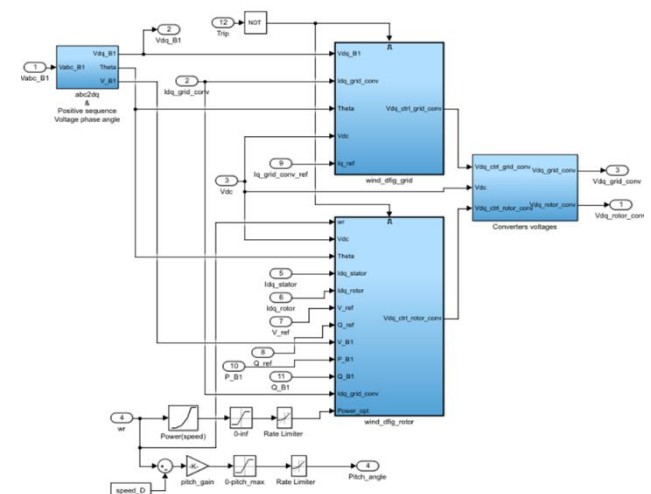 12
Trip
NOT
2
Vdq_B1
1
Vabc_B1
Vabc_B1
Vdq_B1
Theta
V_B1
abc2dq
&
Positive sequence
Voltage phase angle
2
Idq_grid_conv
Vdq_B1
Idq_grid_conv
Theta
Vdc
Iq_ref
Vdq_ctrl_grid_conv
wind_dfig_grid
9
Iq_grid_conv_ref
3
Vdc
Vdq_ctrl_grid_conv
Vdc
Vdq_ctrl_rotor_conv
Vdq_grid_conv
Vdq_rotor_conv
Converters voltages
3
Vdq_grid_conv
1
Vdq_rotor_conv
wr
Vdc
Theta
Idq_stator
Idq_rotor
V_ref
Q_ref
V_B1
P_B1
Q_B1
Idq_grid_conv
Power_opt
Vdq_ctrl_rotor_conv
wind_dfig_rotor
5
Idq_stator
6
Idq_rotor
7
V_ref
8
Q_ref
10
P_B1
11
Q_B1
4
wr
Power(speed)
0-inf
Rate Limiter
-K-
pitch_gain
0-pitch_max
Rate Limiter
4
Pitch_angle
speed_D